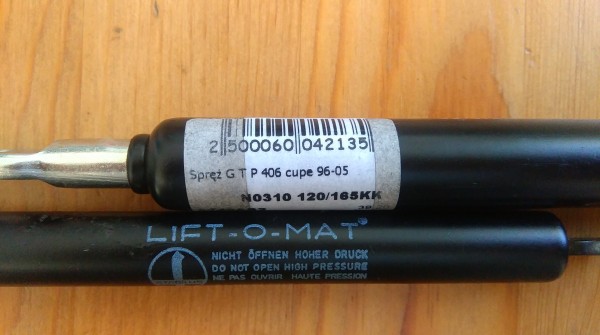 2 500060 042135
Spręż G T P 406 cupe 96-05
N0310 120/165KK
LIFT-O-MAT
NICHT ÖFFNEN HOHER DRUCK
DO NOT OPEN HIGH PRESSURE
NE PAS OUVRIR HAUTE PRESSION